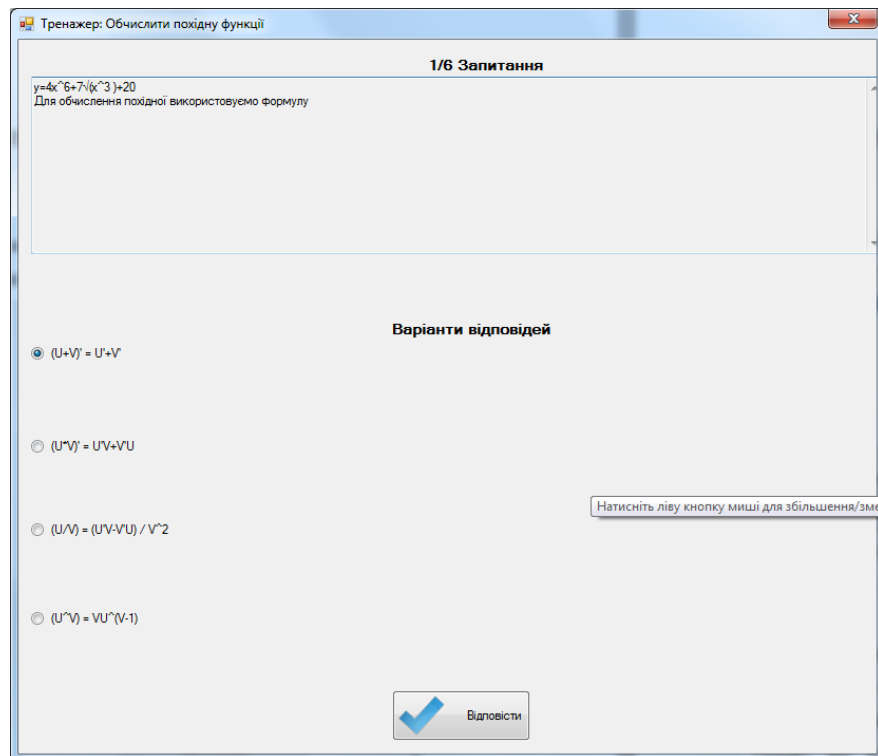 Тренажер: Обчислити похідну функції
1/6 Запитання
y=4x^6+7√(x^3 )+20
Для обчислення похідної використовуємо формулу
Варіанти відповідей
(U+V)' = U'+V'
(U*V)' = U'V+V'U
Натисніть ліву кнопку миші для збільшення/зме
(U/V) = (U'V-V'U) / V^2
(U^V) = VU^(V-1)
Відповісти